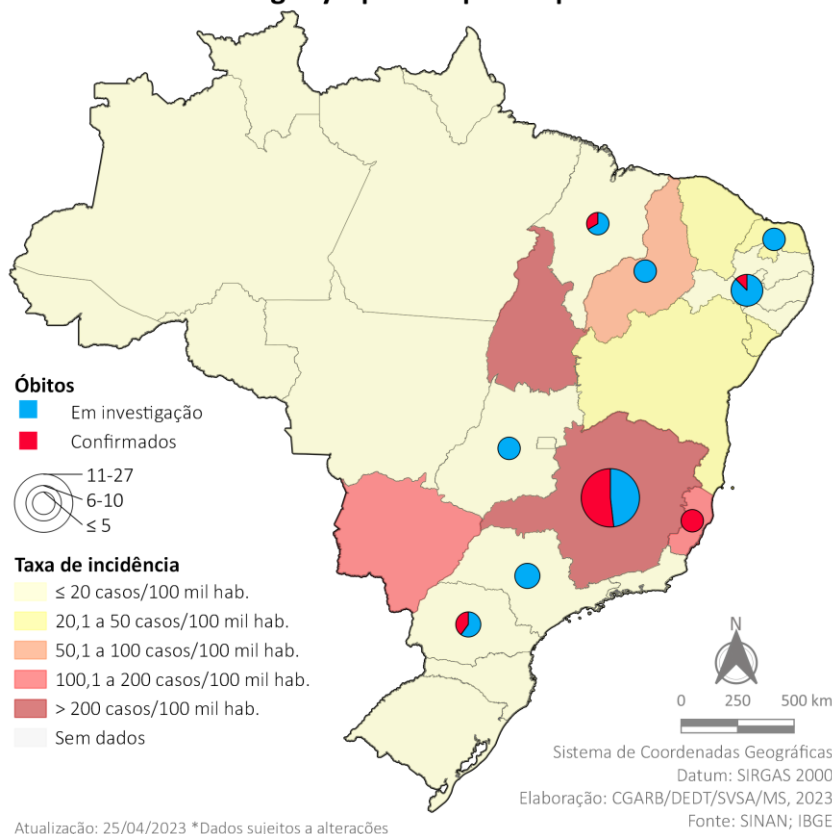 Óbitos
Em investigação
Confirmados
11-27
6-10
≤ 5
Taxa de incidência
≤ 20 casos/100 mil hab.
20,1 a 50 casos/100 mil hab.
50,1 a 100 casos/100 mil hab.
100,1 a 200 casos/100 mil hab.
> 200 casos/100 mil hab.
Sem dados
N
0 250 500 km
Sistema de Coordenadas Geográficas
Datum: SIRGAS 2000
Elaboração: CGARB/DEDT/SVSA/MS, 2023
Fonte: SINAN; IBGE
Atualização: 25/04/2023 *Dados sujeitos a alterações